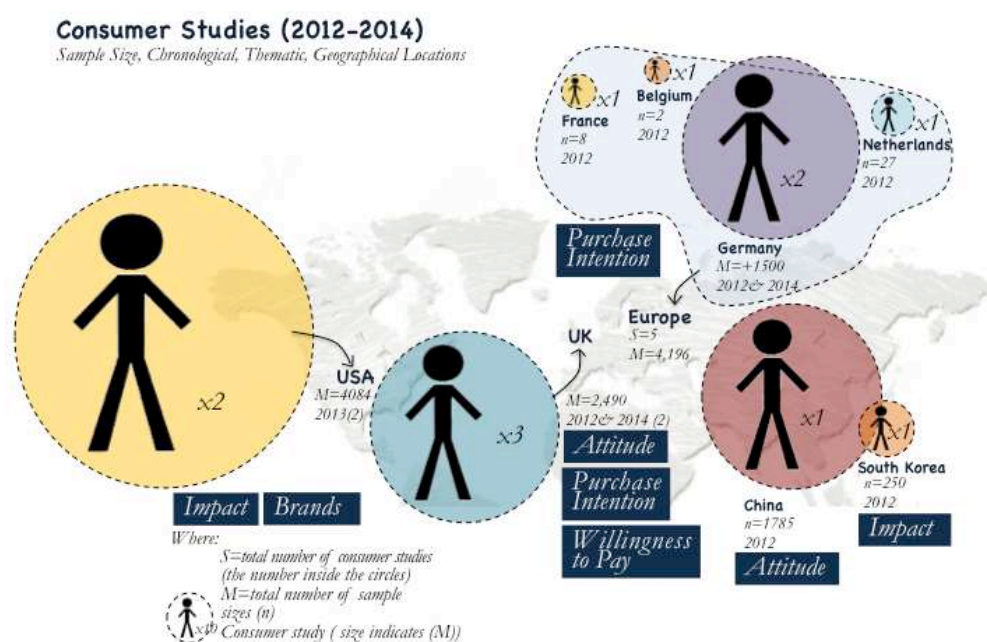 Consumer Studies (2012-2014)
Sample Size, Chronological, Thematic, Geographical Locations
x1
France
n=8
2012
x1
Belgium
n=2
2012
x2
Germany
M=+1500
2012& 2014
x1
Netherlands
n=27
2012
Purchase
Intention
Europe
S=5
M=4,196
x2
USA
M=4084
2013(2)
Impact
Brands
x3
UK
M=2,490
2012& 2014 (2)
Attitude
Purchase
Intention
Willingness
to Pay
x1
China
n=1785
2012
Attitude
x1
South Korea
n=250
2012
Impact
Where:
S=total number of consumer studies
(the number inside the circles)
M=total number of sample
sizes (n)
Consumer study ( size indicates (M))